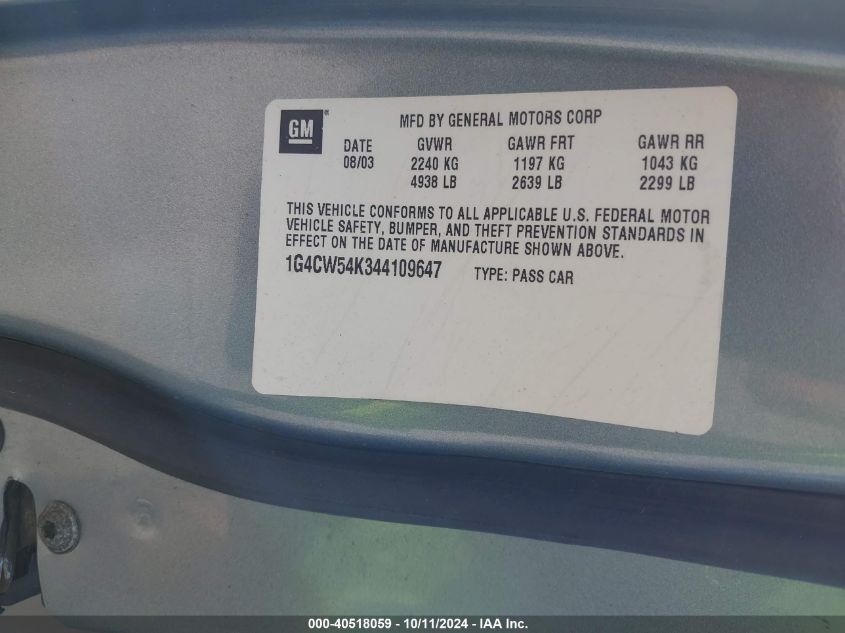 GM®
MFD BY GENERAL MOTORS CORP
DATE GVWR GAWR FRT GAWR RR
08/03 2240 KG 1197 KG 1043 KG
4938 LB 2639 LB 2299 LB
THIS VEHICLE CONFORMS TO ALL APPLICABLE U.S. FEDERAL MOTOR
VEHICLE SAFETY, BUMPER, AND THEFT PREVENTION STANDARDS IN
EFFECT ON THE DATE OF MANUFACTURE SHOWN ABOVE.
1G4CW54K344109647 TYPE: PASS CAR
000-40518059 - 10/11/2024 - IAA Inc.